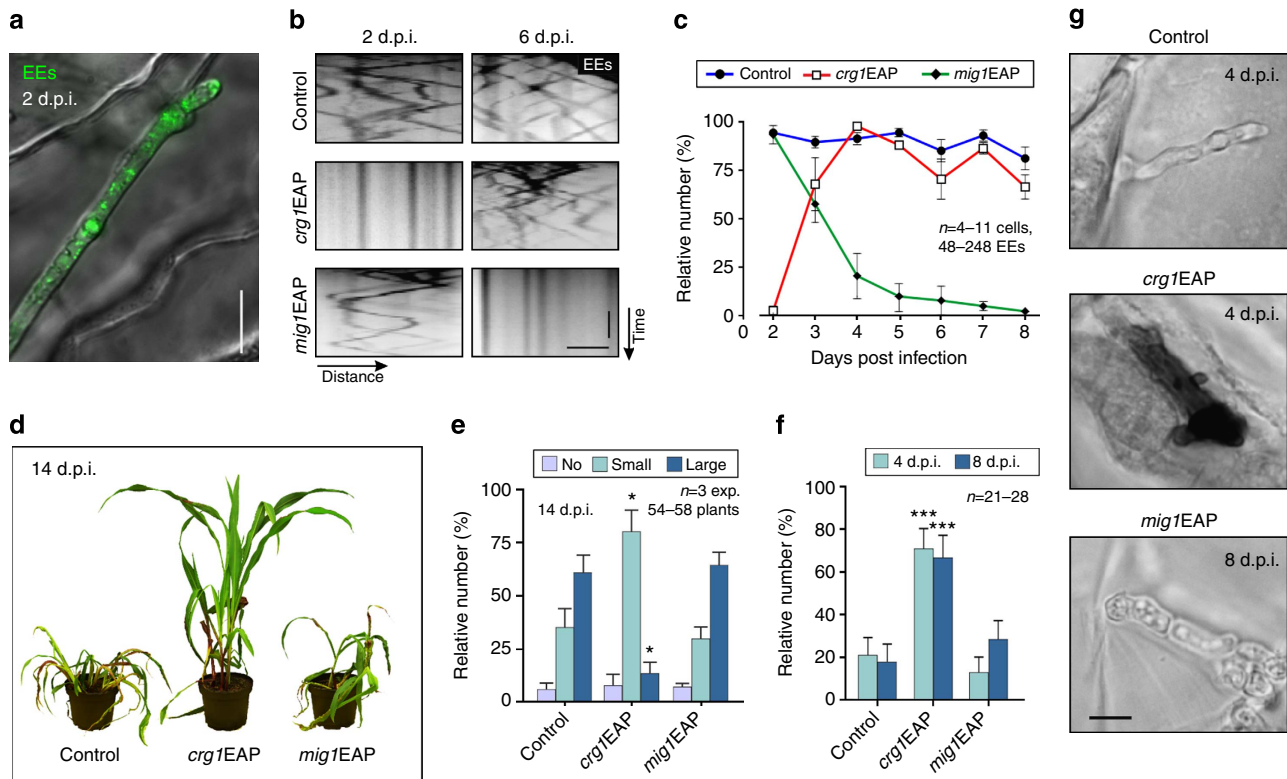 a
EEs
2 d.p.i.
b
2 d.p.i.
6 d.p.i.
Control
EEs
crg1EAP
mig1EAP
Time
Distance
c
Control
crg1EAP
mig1EAP
Relative number (%)
100
75
50
25
0
n=4–11 cells,
48–248 EEs
0 2 3 4 5 6 7 8
Days post infection
d
14 d.p.i.
Control
crg1EAP
mig1EAP
e
No
Small
Large
Relative number (%)
100
75
50
25
0
14 d.p.i.
n=3 exp.
54–58 plants
*
*
Control
crg1EAP
mig1EAP
f
4 d.p.i.
8 d.p.i.
Relative number (%)
100
80
60
40
20
0
n=21–28
***
***
Control
crg1EAP
mig1EAP
g
Control
4 d.p.i.
crg1EAP
4 d.p.i.
mig1EAP
8 d.p.i.